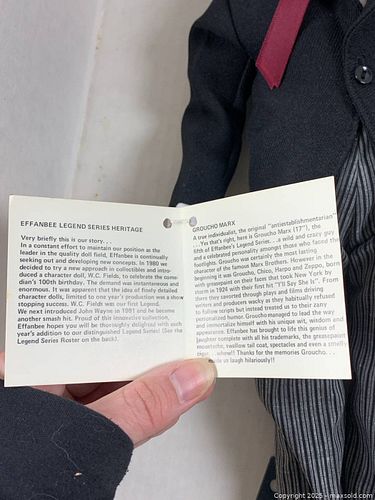 EFFANBEE LEGEND SERIES HERITAGE
Very briefly this is our story. . .
In a constant effort to maintain our position as the
leader in the quality doll field, Effanbee is continually
seeking out and developing new concepts. In 1980 we
decided to try a new approach in collectibles and intro-
duced a character doll, W.C. Fields, to celebrate the come-
dian's 100th birthday. The demand was instantaneous and
enormous. It was apparent that the idea of finely detailed
character dolls, limited to one year's production was a show
stopping success. W.C. Fields was our first Legend.
We next introduced John Wayne in 1981 and he became
another smash hit. Proud of this innovative collection,
Effanbee hopes you will be thoroughly delighted with each
year's addition to our distinguished Legend Series! (See the
Legend Series Roster on the back).
GROUCHO MARX
A true individualist, the original "antiestablishmentarian"
. . .Yes that's right, here is Groucho Marx (17"), the
fifth of Effanbee's Legend Series. . .a wild and crazy guy
and a celebrated personality amongst those who faced the
footlights. Groucho was certainly the most lasting
character of the famous Marx Brothers. However in the
beginning it was Groucho, Chico, Harpo and Zeppo, born
with greasepaint on their faces that took New York by
storm in 1924 with their first hit "I'll Say She Is". From
there they sauntered through plays and films driving
writers and producers wacky as they habitually refused
to follow scripts but instead treated us to their zany
personal humor. Groucho managed to lead the way
and immortalize himself with his unique wit, wisdom and
appearance. Effanbee has brought to life this genius of
laughter complete with all his trademarks, the greasepaint
moustache, swallow tail coat, spectacles and even a smelly
cigar. . .whew!! Thanks for the memories Groucho. . .
made us laugh hilariously!!
Copyright 2025 - maxsold.com